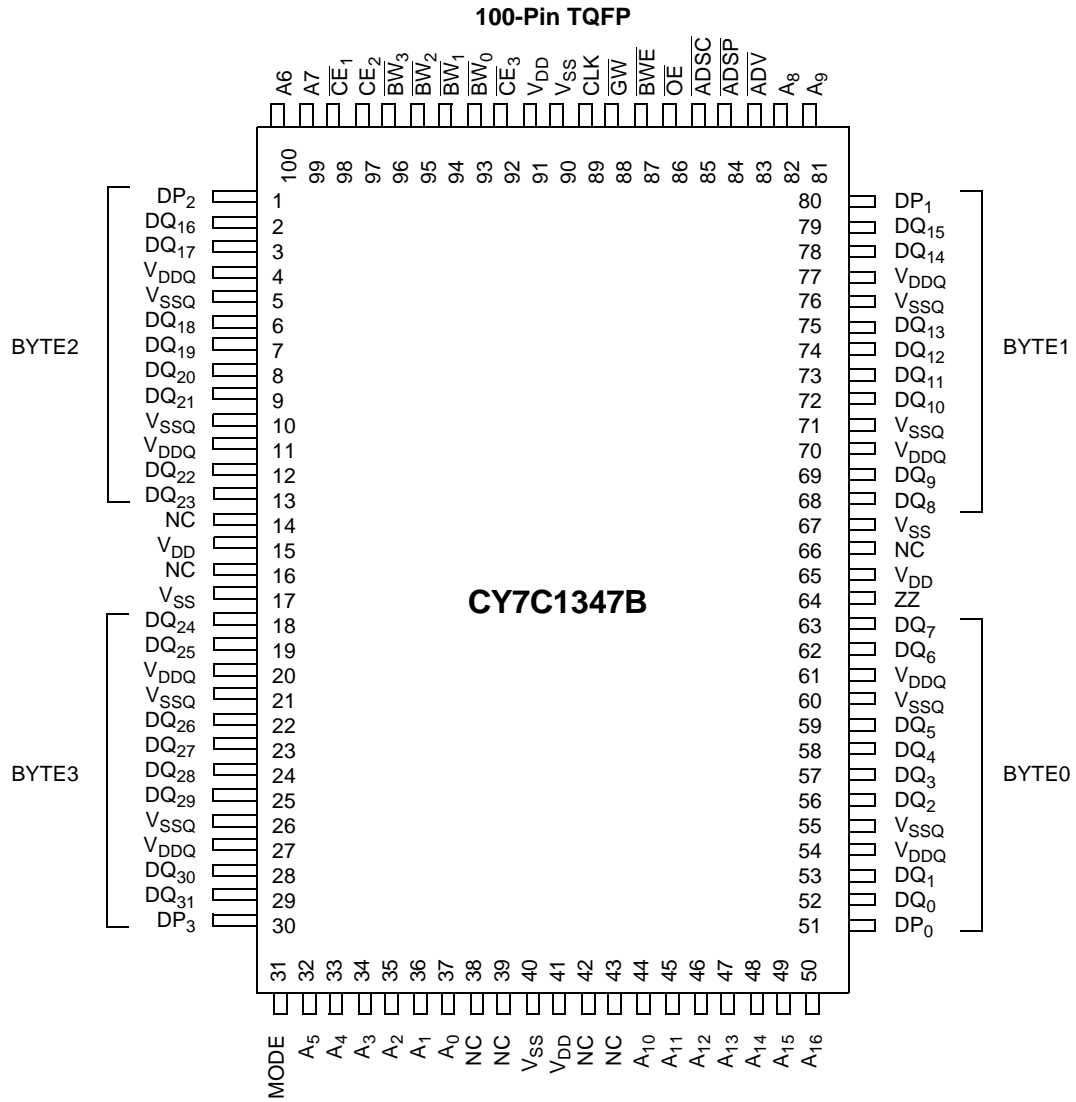 100-Pin TQFP
A6 A7 CE1 CE2 BW3 BW2 BW1 BW0 CE3 VDD VSS CLK GW BWE OE ADSC ADSP ADV A8 A9
100 99 98 97 96 95 94 93 92 91 90 89 88 87 86 85 84 83 82 81
DP2 1 80 DP1
DQ16 2 79 DQ15
DQ17 3 78 DQ14
VDDQ 4 77 VDDQ
VSSQ 5 76 VSSQ
DQ18 6 75 DQ13
BYTE2 DQ19 7 74 DQ12 BYTE1
DQ20 8 73 DQ11
DQ21 9 72 DQ10
VSSQ 10 71 VSSQ
VDDQ 11 70 VDDQ
DQ22 12 69 DQ9
DQ23 13 68 DQ8
NC 14 67 VSS
VDD 15 66 NC
NC 16 65 VDD
VSS 17 CY7C1347B 64 ZZ
DQ24 18 63 DQ7
DQ25 19 62 DQ6
VDDQ 20 61 VDDQ
VSSQ 21 60 VSSQ
DQ26 22 59 DQ5
DQ27 23 58 DQ4
BYTE3 DQ28 24 57 DQ3 BYTE0
DQ29 25 56 DQ2
VSSQ 26 55 VSSQ
VDDQ 27 54 VDDQ
DQ30 28 53 DQ1
DQ31 29 52 DQ0
DP3 30 51 DP0
31 32 33 34 35 36 37 38 39 40 41 42 43 44 45 46 47 48 49 50
MODE A5 A4 A3 A2 A1 A0 NC NC VSS VDD NC NC A10 A11 A12 A13 A14 A15 A16